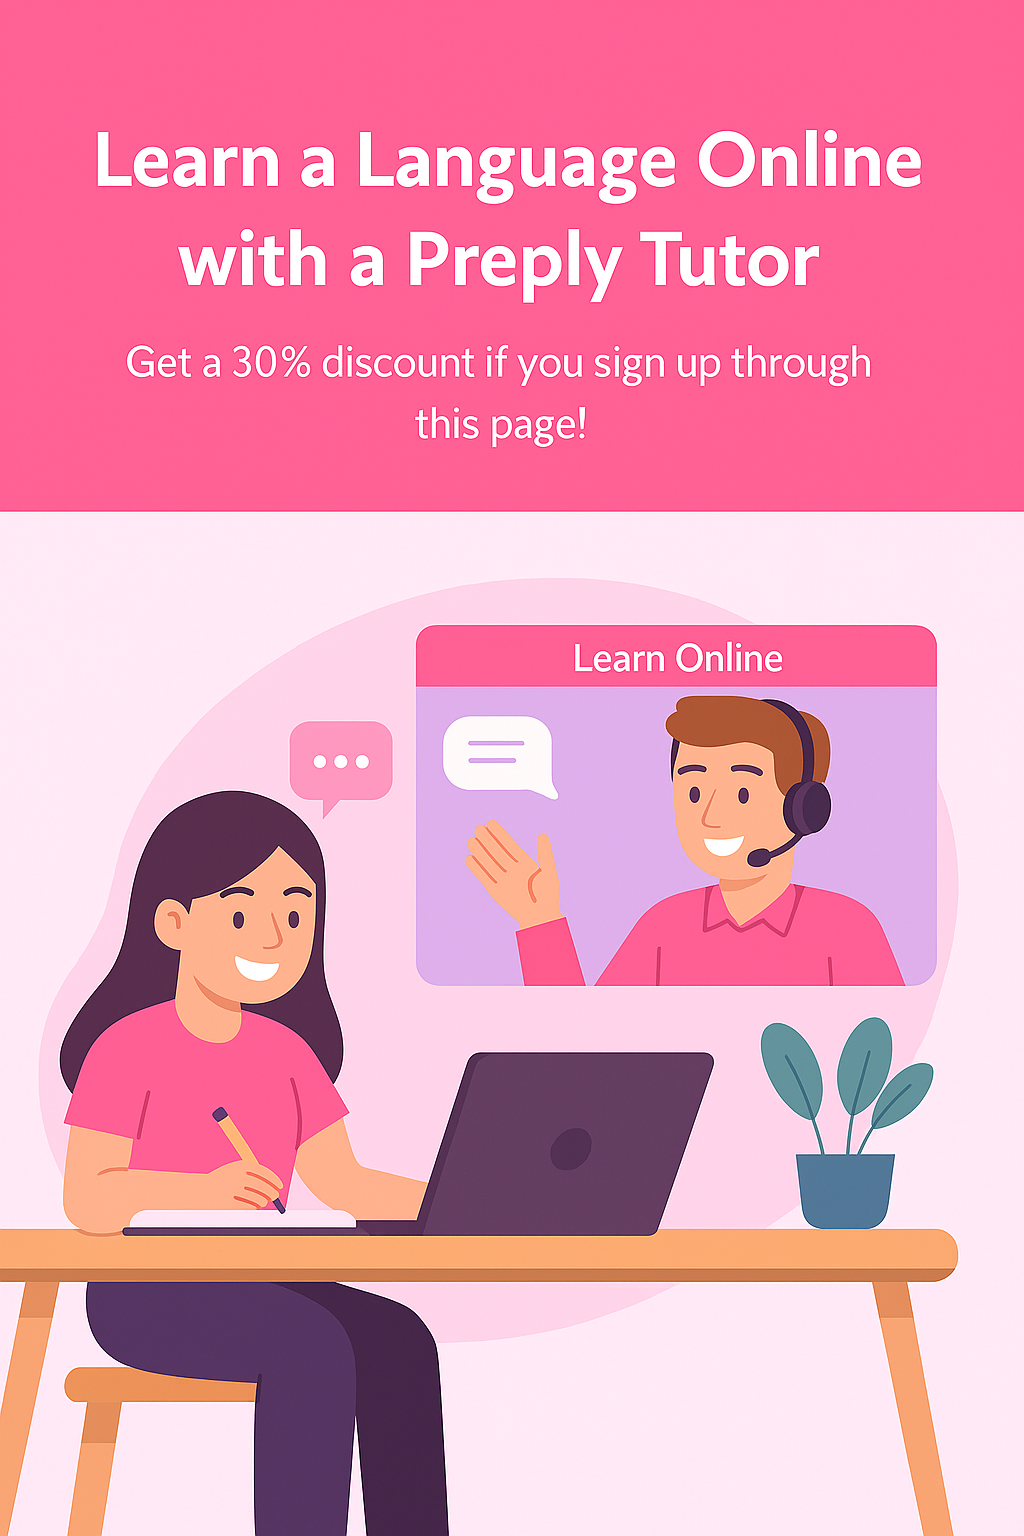 Learn a Language Online
with a Preply Tutor
Get a 30% discount if you sign up through
this page!
Learn Online